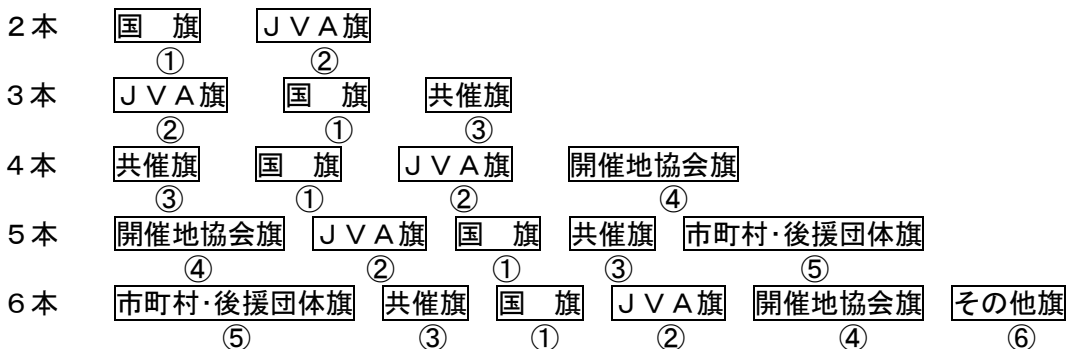 ２本 国　旗 ＪＶＡ旗
① ②
３本 ＪＶＡ旗 国　旗 共催旗
② ① ③
４本 共催旗 国　旗 ＪＶＡ旗 開催地協会旗
③ ① ② ④
５本 開催地協会旗 ＪＶＡ旗 国　旗 共催旗 市町村・後援団体旗
④ ② ① ③ ⑤
６本 市町村・後援団体旗 共催旗 国　旗 ＪＶＡ旗 開催地協会旗 その他旗
⑤ ③ ① ② ④ ⑥